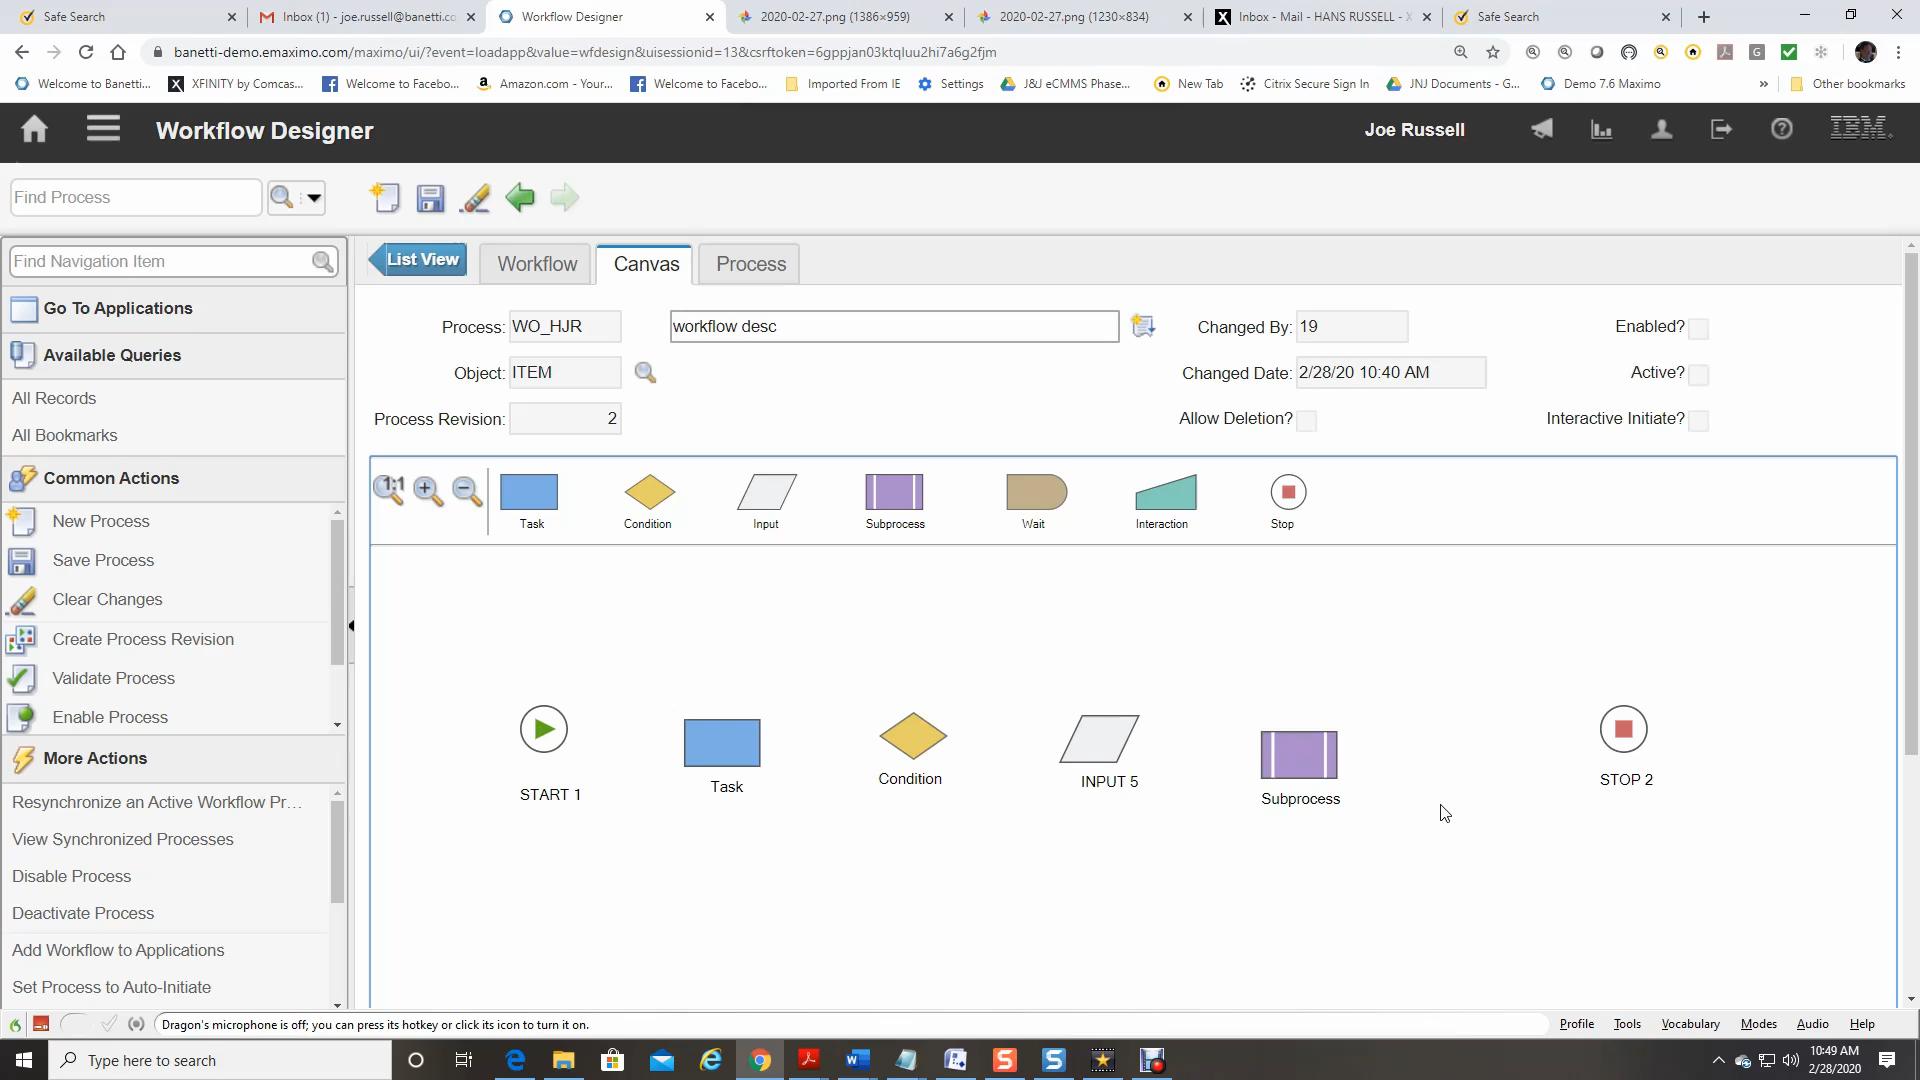 Safe Search
Inbox (1) - joe.russell@banetti.co
Workflow Designer
2020-02-27.png (1386×959)
2020-02-27.png (1230×834)
Inbox - Mail - HANS RUSSELL - X
Safe Search
banetti-demo.emaximo.com/maximo/ui/?event=loadapp&value=wfdesign&uisessionid=13&csrftoken=6gppjan03ktqluu2hi7a6g2fjm
Welcome to Banetti...
XFINITY by Comcas...
Welcome to Facebo...
Amazon.com - Your...
Welcome to Facebo...
Imported From IE
Settings
J&J eCMMS Phase...
New Tab
Citrix Secure Sign In
JNJ Documents - G...
Demo 7.6 Maximo
»
Other bookmarks
Workflow Designer
Joe Russell
IBM.
Find Process
Find Navigation Item
Go To Applications
Available Queries
All Records
All Bookmarks
Common Actions
New Process
Save Process
Clear Changes
Create Process Revision
Validate Process
Enable Process
More Actions
Resynchronize an Active Workflow Pr...
View Synchronized Processes
Disable Process
Deactivate Process
Add Workflow to Applications
Set Process to Auto-Initiate
List View
Workflow
Canvas
Process
Process: WO_HJR
workflow desc
Changed By: 19
Enabled?
Object: ITEM
Changed Date: 2/28/20 10:40 AM
Active?
Process Revision: 2
Allow Deletion?
Interactive Initiate?
1:1
Task
Condition
Input
Subprocess
Wait
Interaction
Stop
START 1
Task
Condition
INPUT 5
Subprocess
STOP 2
Dragon's microphone is off; you can press its hotkey or click its icon to turn it on.
Profile
Tools
Vocabulary
Modes
Audio
Help
Type here to search
10:49 AM
2/28/2020